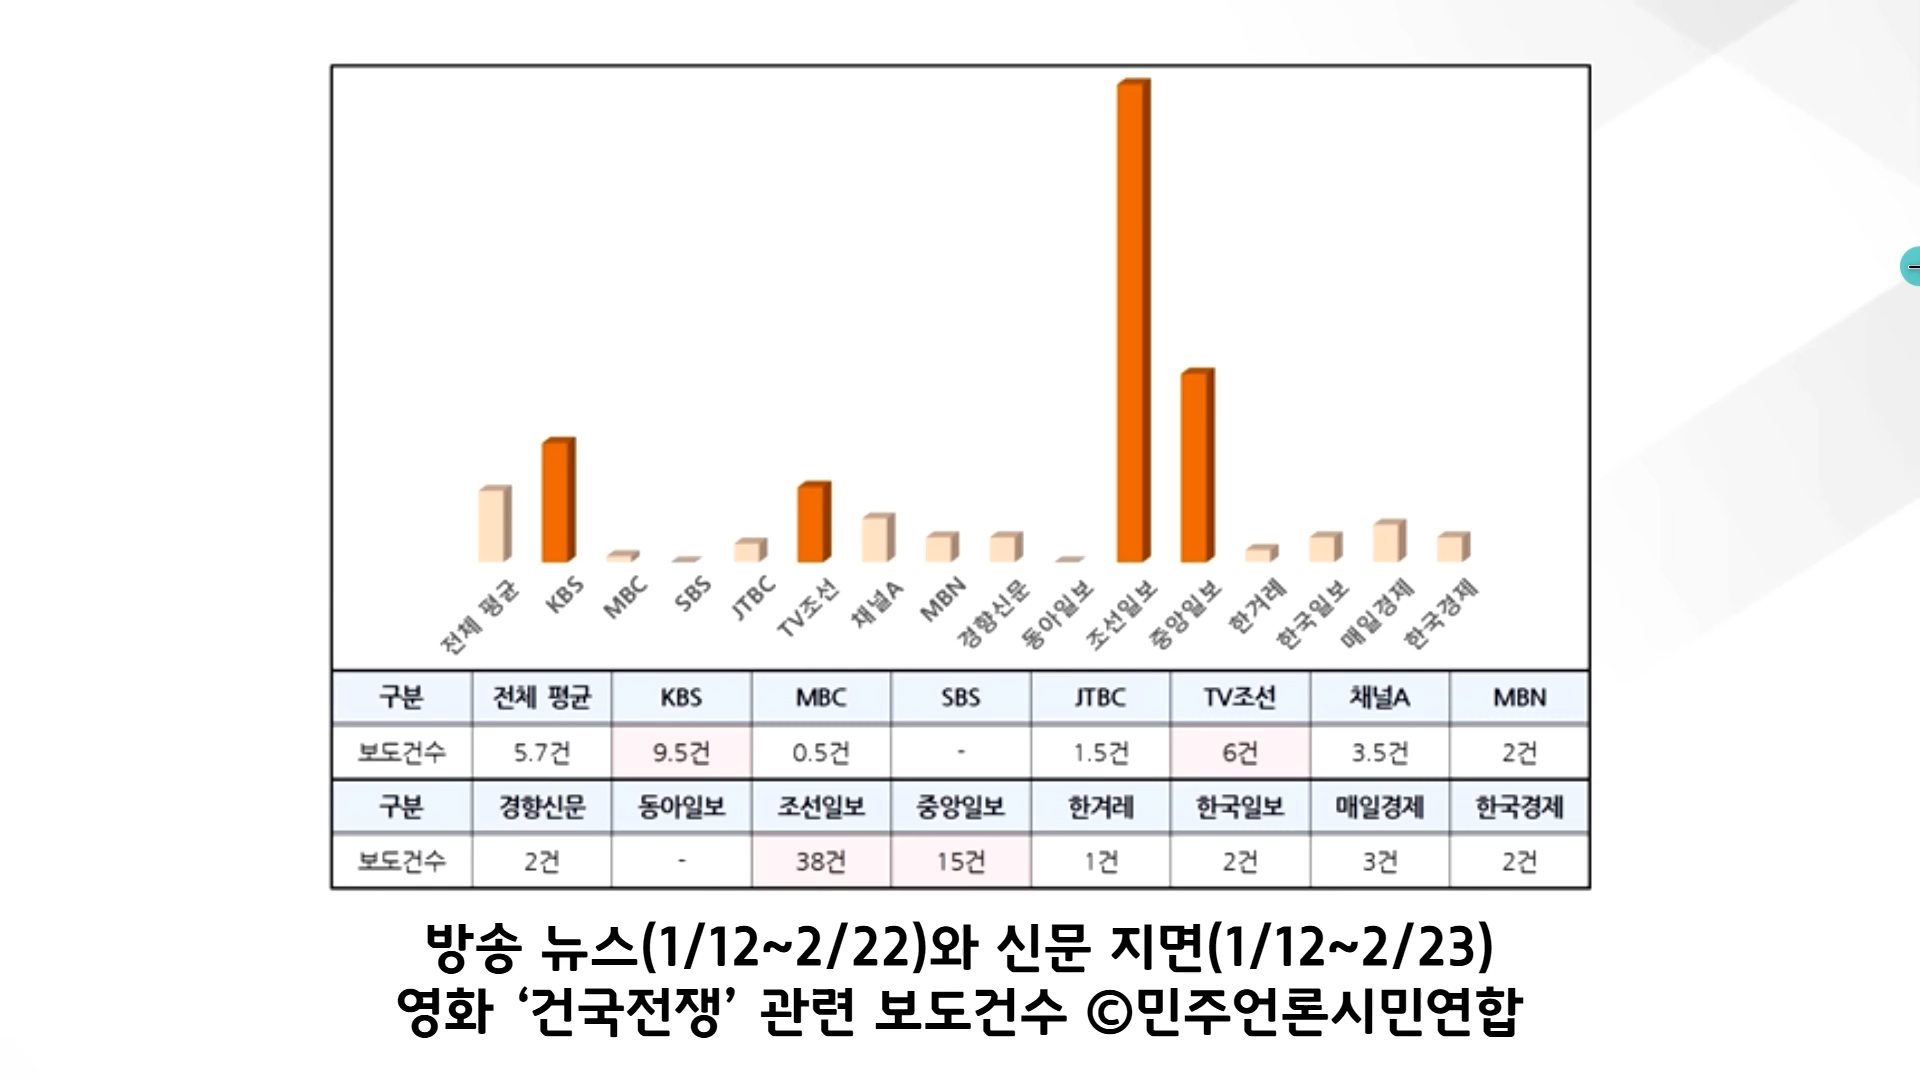 전체 평균
KBS
MBC
SBS
JTBC
TV조선
채널A
MBN
경향신문
동아일보
조선일보
중앙일보
한겨레
한국일보
매일경제
한국경제
구분 전체 평균 KBS MBC SBS JTBC TV조선 채널A MBN
보도건수 5.7건 9.5건 0.5건 - 1.5건 6건 3.5건 2건
구분 경향신문 동아일보 조선일보 중앙일보 한겨레 한국일보 매일경제 한국경제
보도건수 2건 - 38건 15건 1건 2건 3건 2건
방송 뉴스(1/12~2/22)와 신문 지면(1/12~2/23)
영화 ‘건국전쟁’ 관련 보도건수 ©민주언론시민연합